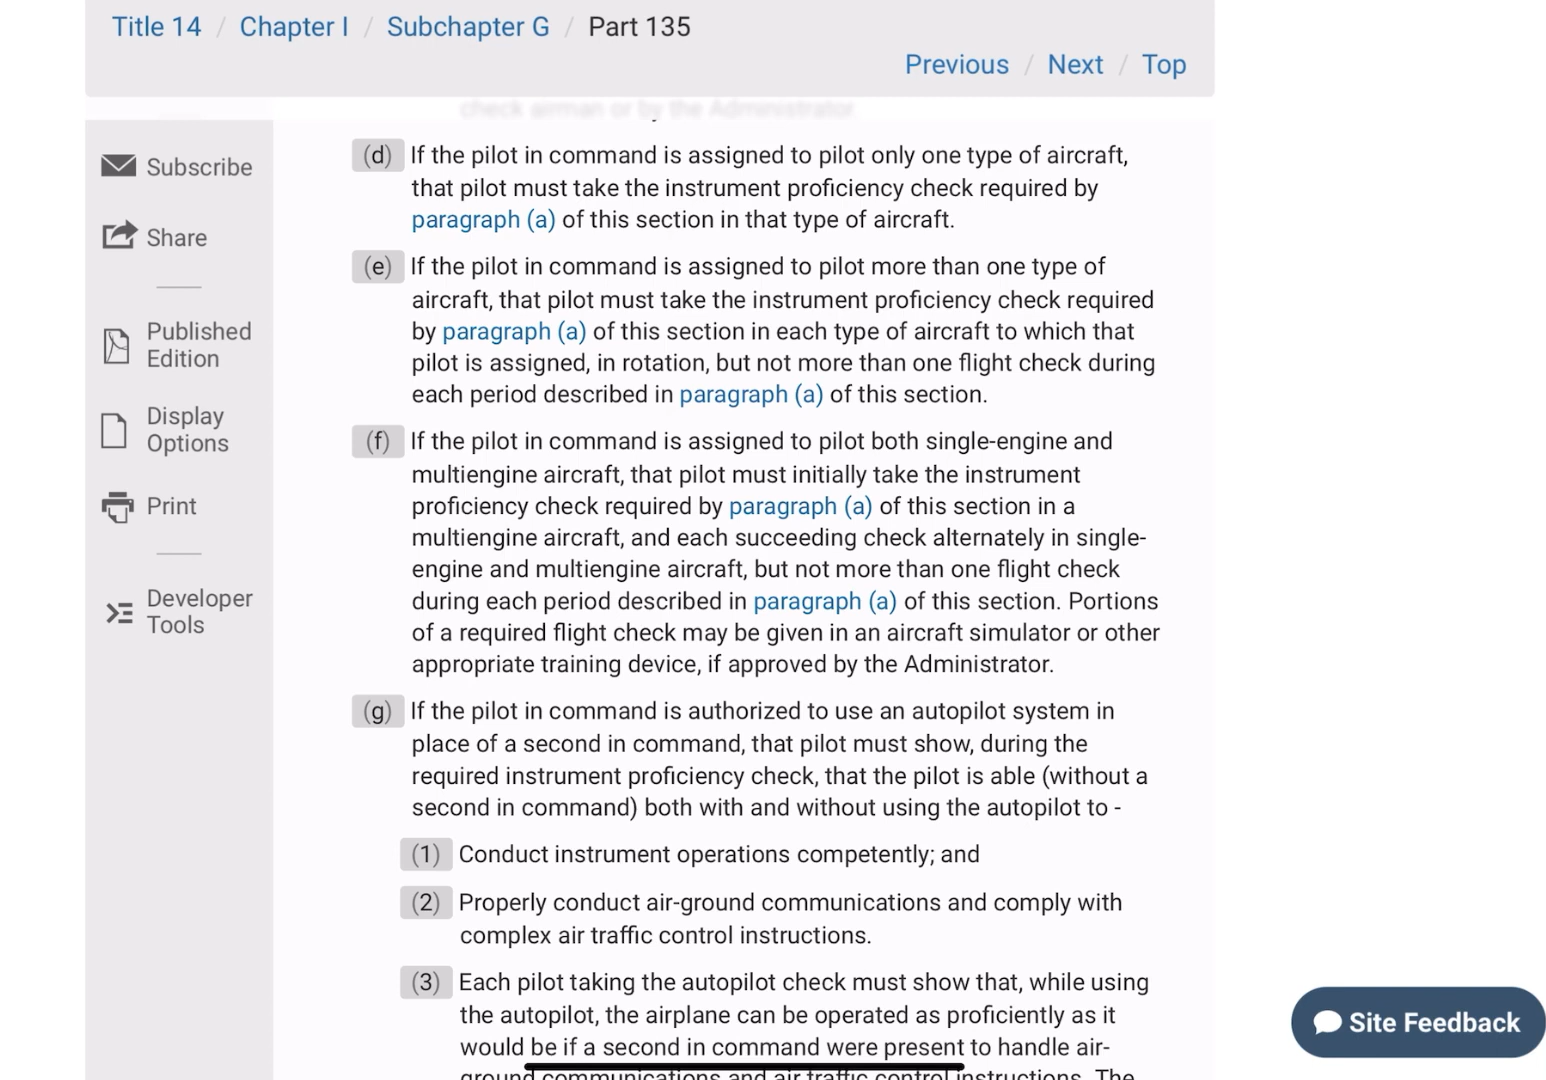 Title 14 / Chapter I / Subchapter G / Part 135
Previous / Next / Top
check airman or by the Administrator
Subscribe
Share
Published
Edition
Display
Options
Print
Developer
Tools
(d) If the pilot in command is assigned to pilot only one type of aircraft,
that pilot must take the instrument proficiency check required by
paragraph (a) of this section in that type of aircraft.
(e) If the pilot in command is assigned to pilot more than one type of
aircraft, that pilot must take the instrument proficiency check required
by paragraph (a) of this section in each type of aircraft to which that
pilot is assigned, in rotation, but not more than one flight check during
each period described in paragraph (a) of this section.
(f) If the pilot in command is assigned to pilot both single-engine and
multiengine aircraft, that pilot must initially take the instrument
proficiency check required by paragraph (a) of this section in a
multiengine aircraft, and each succeeding check alternately in single-
engine and multiengine aircraft, but not more than one flight check
during each period described in paragraph (a) of this section. Portions
of a required flight check may be given in an aircraft simulator or other
appropriate training device, if approved by the Administrator.
(g) If the pilot in command is authorized to use an autopilot system in
place of a second in command, that pilot must show, during the
required instrument proficiency check, that the pilot is able (without a
second in command) both with and without using the autopilot to -
(1) Conduct instrument operations competently; and
(2) Properly conduct air-ground communications and comply with
complex air traffic control instructions.
(3) Each pilot taking the autopilot check must show that, while using
the autopilot, the airplane can be operated as proficiently as it
would be if a second in command were present to handle air-
ground communications and air traffic control instructions. The
Site Feedback